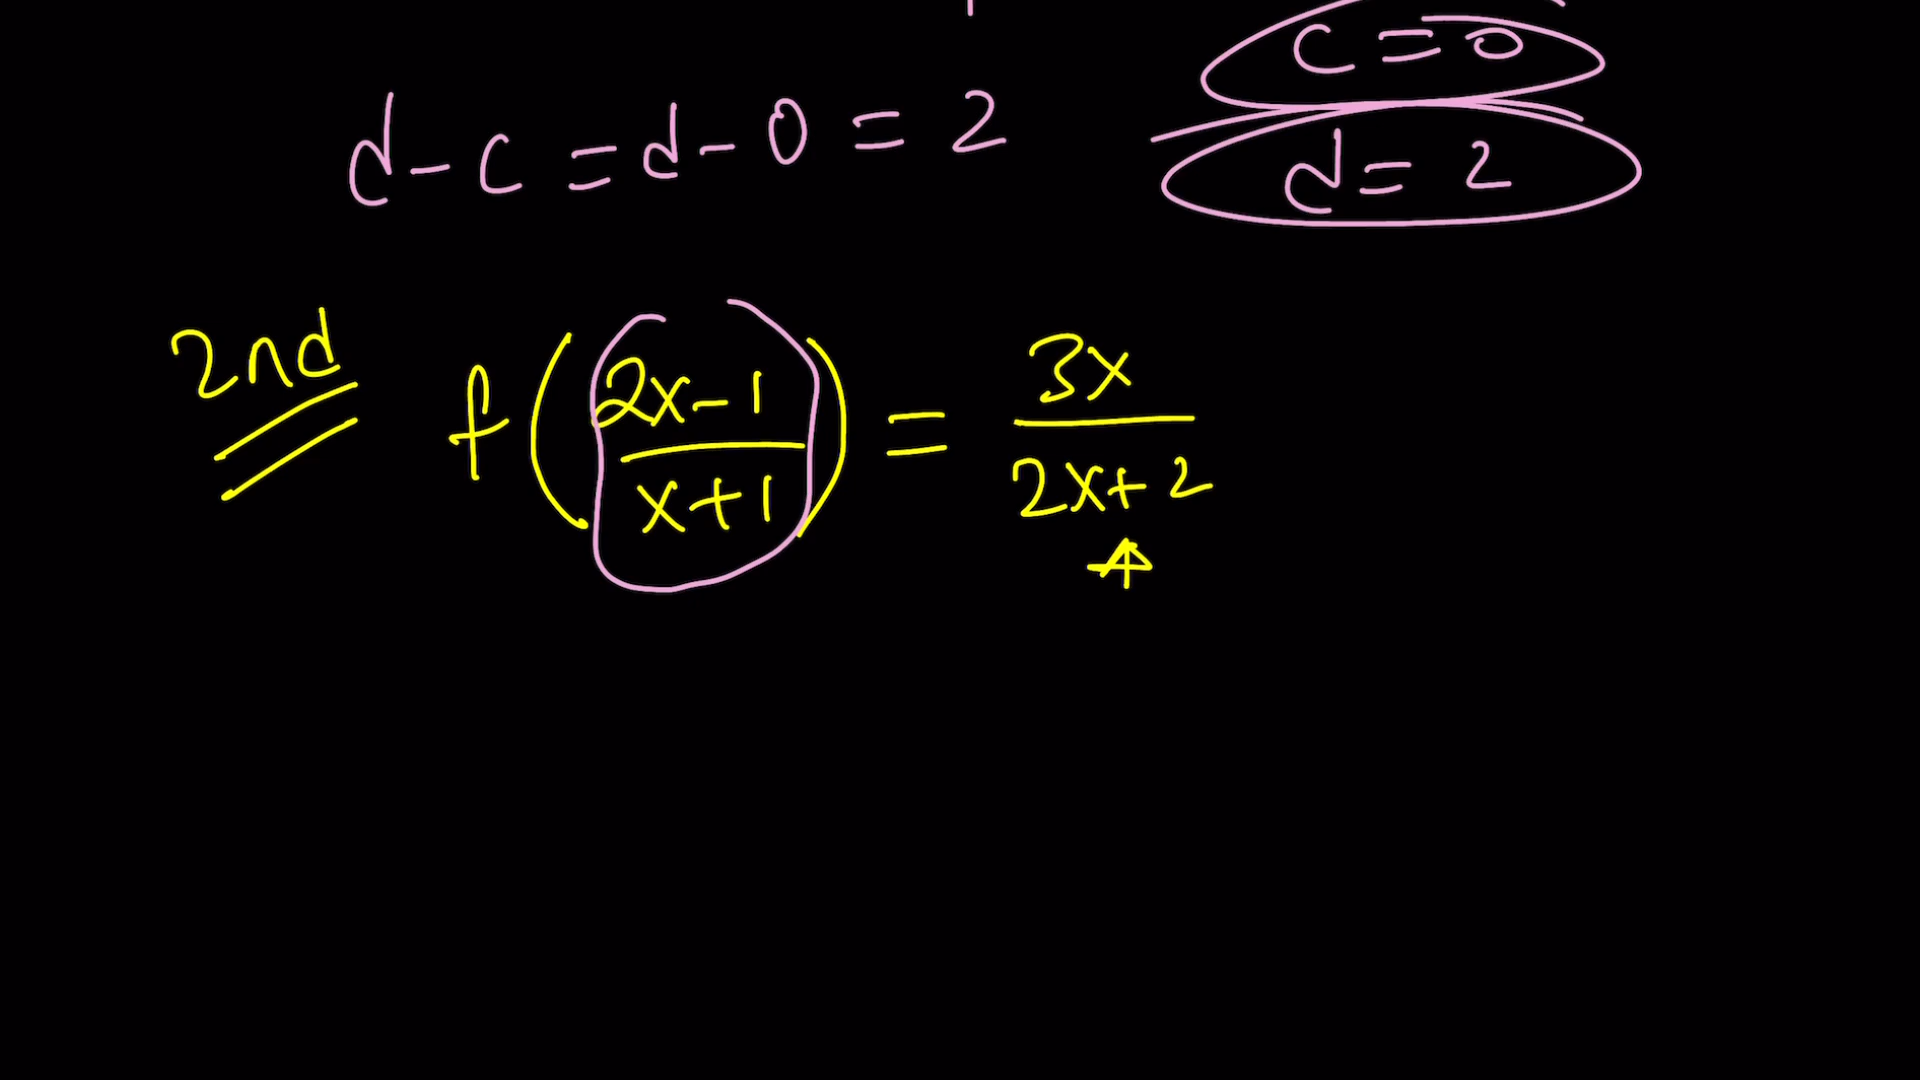 c = 0
d - c = d - 0 = 2
d = 2
2nd f((2x-1)/(x+1)) = 3x/(2x+2)